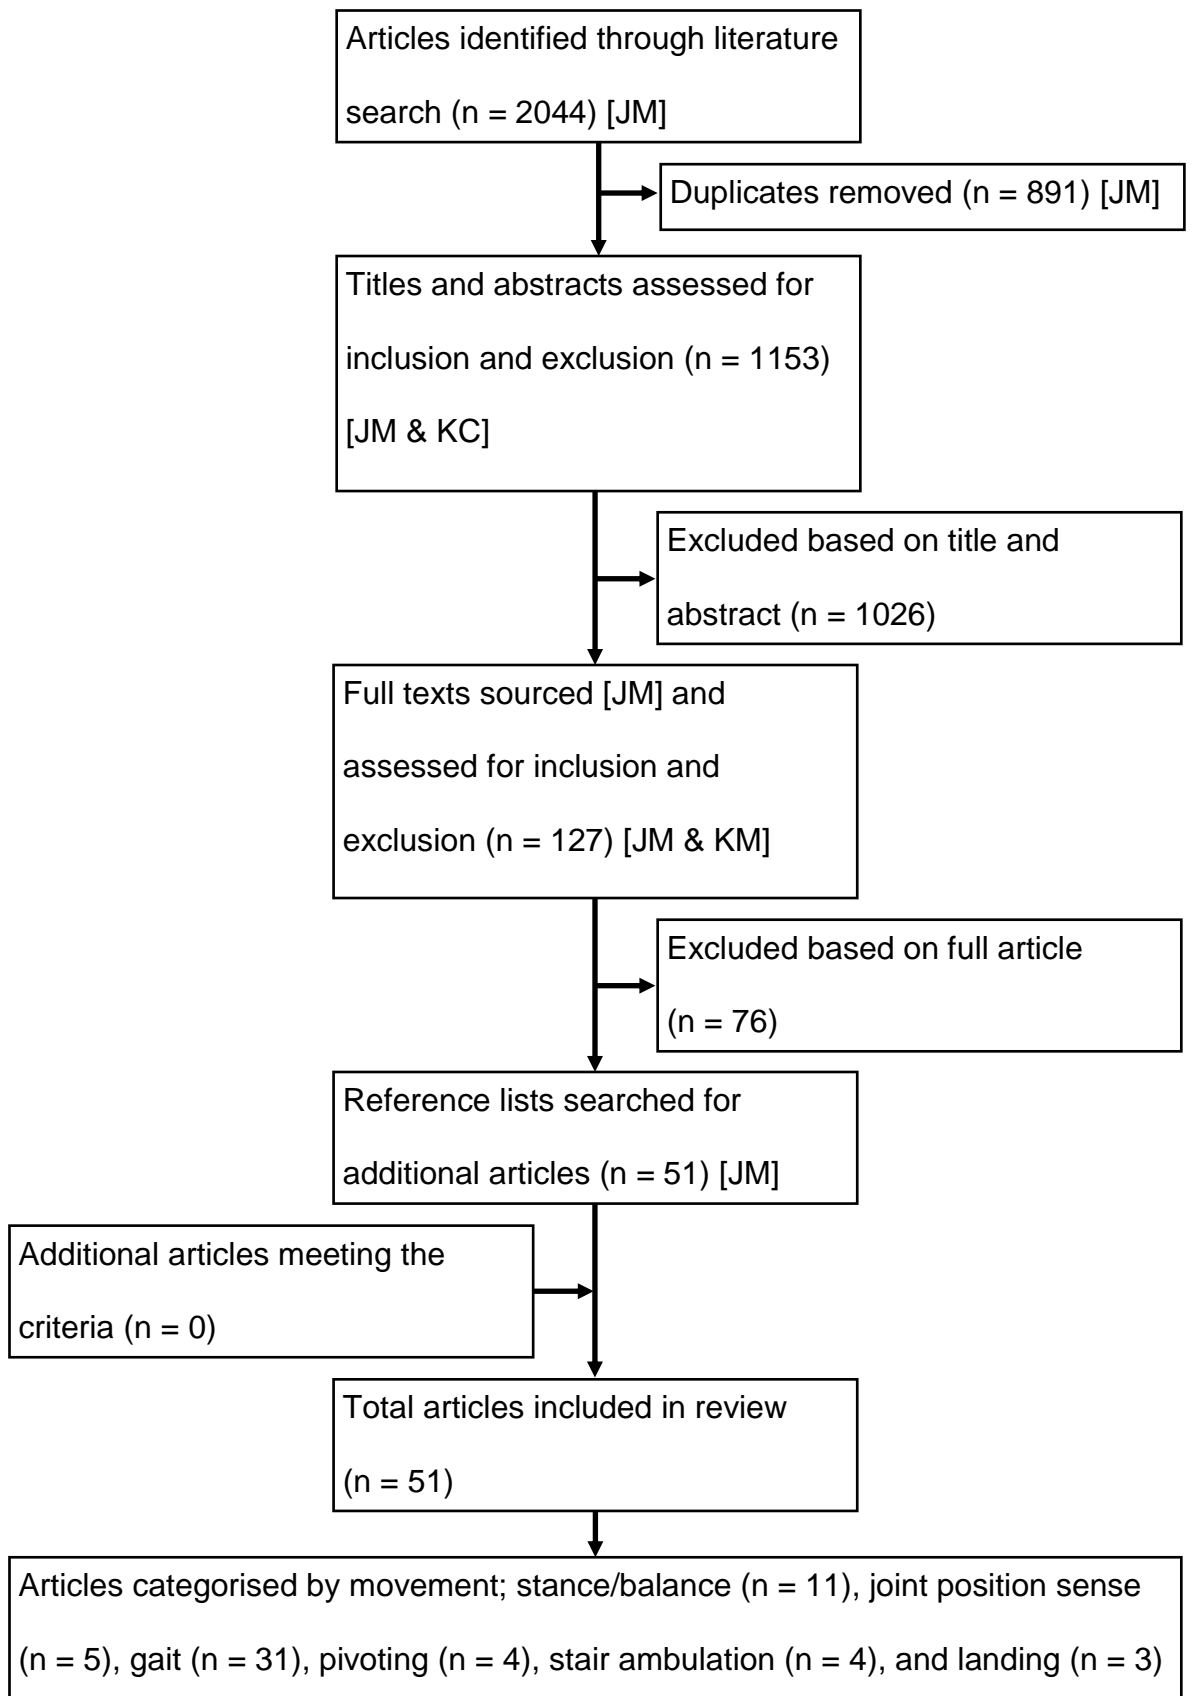 Articles identified through literature
search (n = 2044) [JM]
Duplicates removed (n = 891) [JM]
Titles and abstracts assessed for
inclusion and exclusion (n = 1153)
[JM & KC]
Excluded based on title and
abstract (n = 1026)
Full texts sourced [JM] and
assessed for inclusion and
exclusion (n = 127) [JM & KM]
Excluded based on full article
(n = 76)
Reference lists searched for
additional articles (n = 51) [JM]
Additional articles meeting the
criteria (n = 0)
Total articles included in review
(n = 51)
Articles categorised by movement; stance/balance (n = 11), joint position sense
(n = 5), gait (n = 31), pivoting (n = 4), stair ambulation (n = 4), and landing (n = 3)